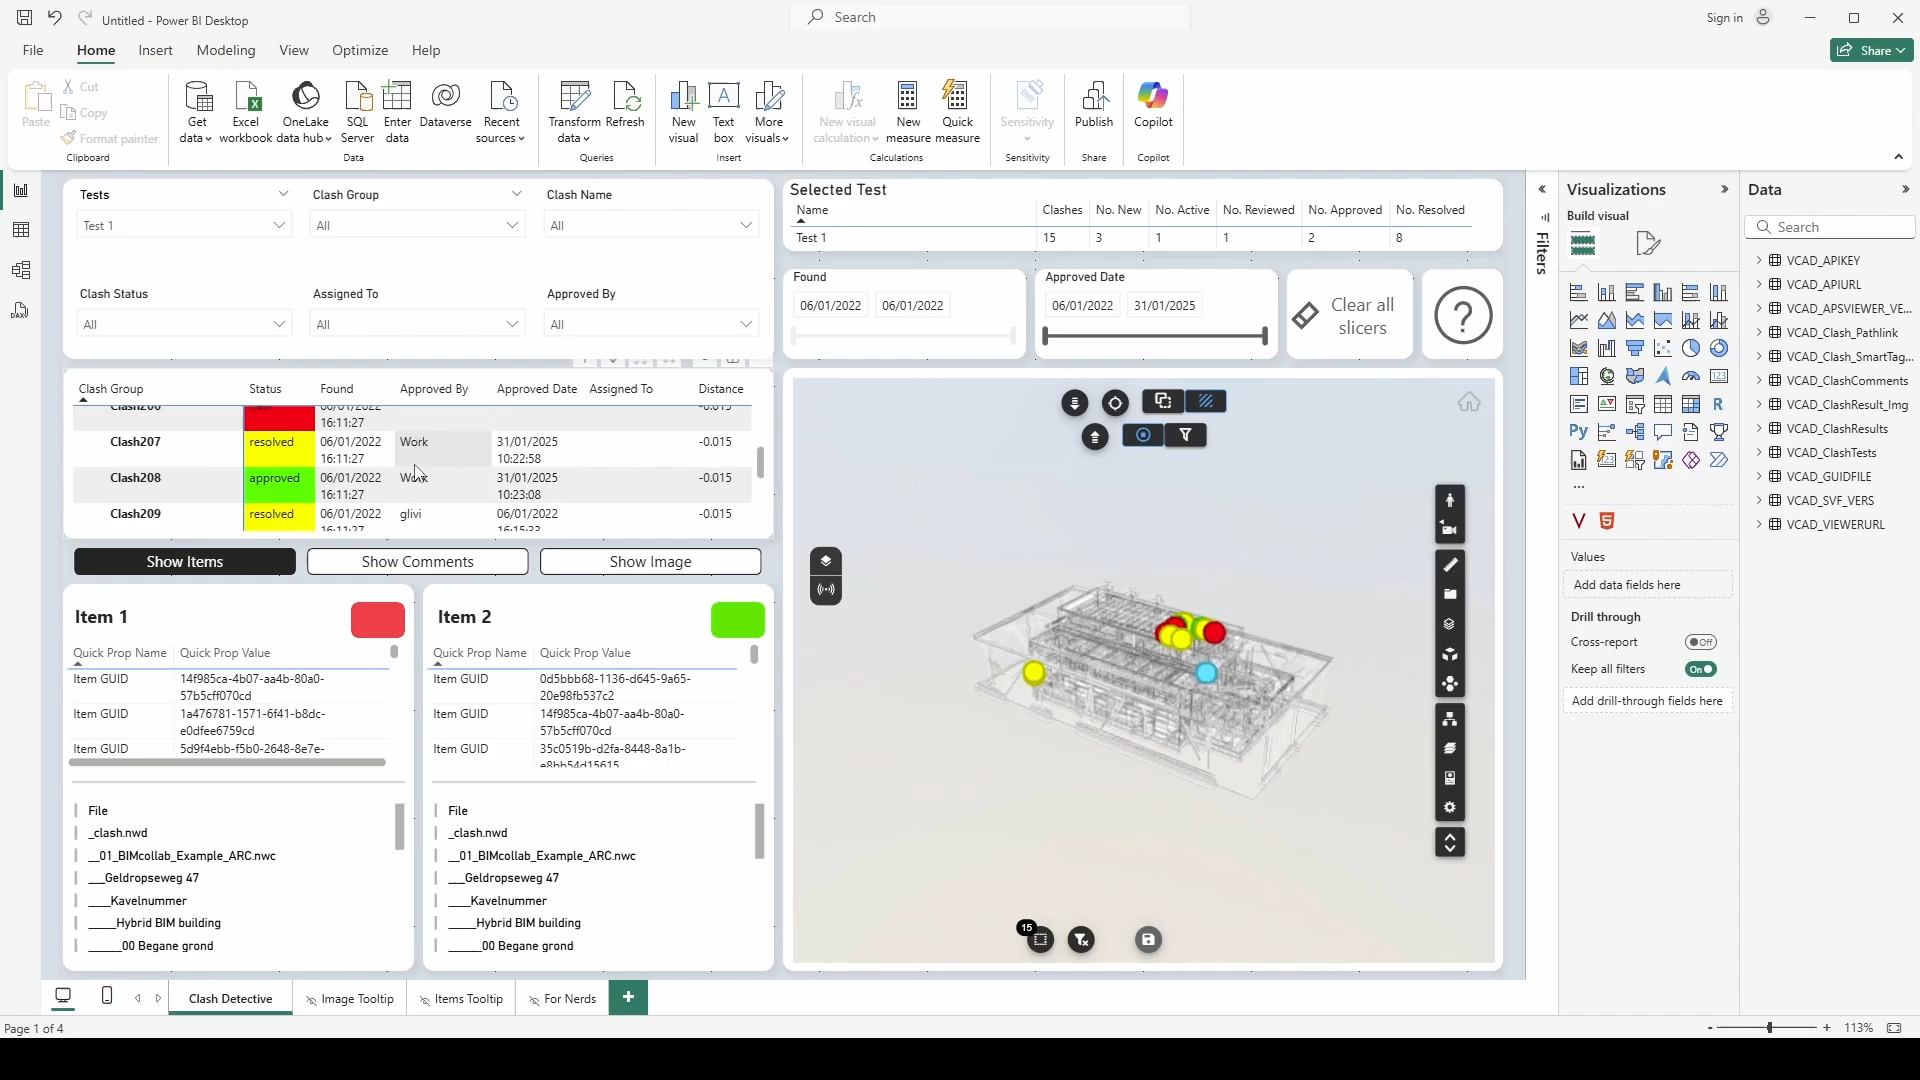 Untitled - Power BI Desktop
Search
Sign in
File Home Insert Modeling View Optimize Help
Share
Paste
Cut
Copy
Format painter
Clipboard
Get data
Excel workbook
OneLake data hub
SQL Server
Enter data
Dataverse
Recent sources
Data
Transform data
Refresh
Queries
New visual
Text box
More visuals
Insert
New visual calculation
New measure
Quick measure
Calculations
Sensitivity
Sensitivity
Publish
Share
Copilot
Copilot
Tests
Test 1
Clash Group
All
Clash Name
All
Clash Status
All
Assigned To
All
Approved By
All
Selected Test
Name Clashes No. New No. Active No. Reviewed No. Approved No. Resolved
Test 1 15 3 1 1 2 8
Found
06/01/2022 06/01/2022
Approved Date
06/01/2022 31/01/2025
Clear all
slicers
?
Clash Group Status Found Approved By Approved Date Assigned To Distance
16:11:27
Clash207 resolved 06/01/2022 Work 31/01/2025 -0.015
16:11:27 10:22:58
Clash208 approved 06/01/2022 Work 31/01/2025 -0.015
16:11:27 10:23:08
Clash209 resolved 06/01/2022 glivi 06/01/2022 -0.015
16:11:27 16:15:33
Show Items Show Comments Show Image
Item 1
Quick Prop Name Quick Prop Value
Item GUID 14f985ca-4b07-aa4b-80a0-
57b5cff070cd
Item GUID 1a476781-1571-6f41-b8dc-
e0dfee6759cd
Item GUID 5d9f4ebb-f5b0-2648-8e7e-
File
_clash.nwd
__01_BIMcollab_Example_ARC.nwc
___Geldropseweg 47
____Kavelnummer
_____Hybrid BIM building
______00 Begane grond
Item 2
Quick Prop Name Quick Prop Value
Item GUID 0d5bbb68-1136-d645-9a65-
20e98fb537c2
Item GUID 14f985ca-4b07-aa4b-80a0-
57b5cff070cd
Item GUID 35c0519b-d2fa-8448-8a1b-
e8bb54d15615
File
_clash.nwd
__01_BIMcollab_Example_ARC.nwc
___Geldropseweg 47
____Kavelnummer
_____Hybrid BIM building
______00 Begane grond
15
Filters
Visualizations
Build visual
Values
Add data fields here
Drill through
Cross-report Off
Keep all filters On
Add drill-through fields here
Data
Search
VCAD_APIKEY
VCAD_APIURL
VCAD_APSVIEWER_VE...
VCAD_Clash_Pathlink
VCAD_Clash_SmartTag...
VCAD_ClashComments
VCAD_ClashResult_Img
VCAD_ClashResults
VCAD_ClashTests
VCAD_GUIDFILE
VCAD_SVF_VERS
VCAD_VIEWERURL
Clash Detective Image Tooltip Items Tooltip For Nerds +
Page 1 of 4
- + 113%